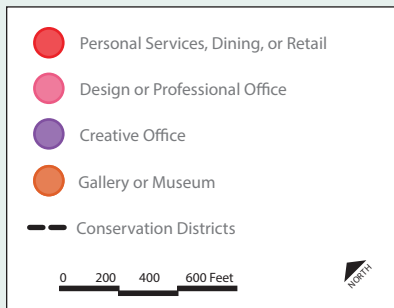 Personal Services, Dining, or Retail
Design or Professional Office
Creative Office
Gallery or Museum
Conservation Districts
0 200 400 600 Feet
NORTH